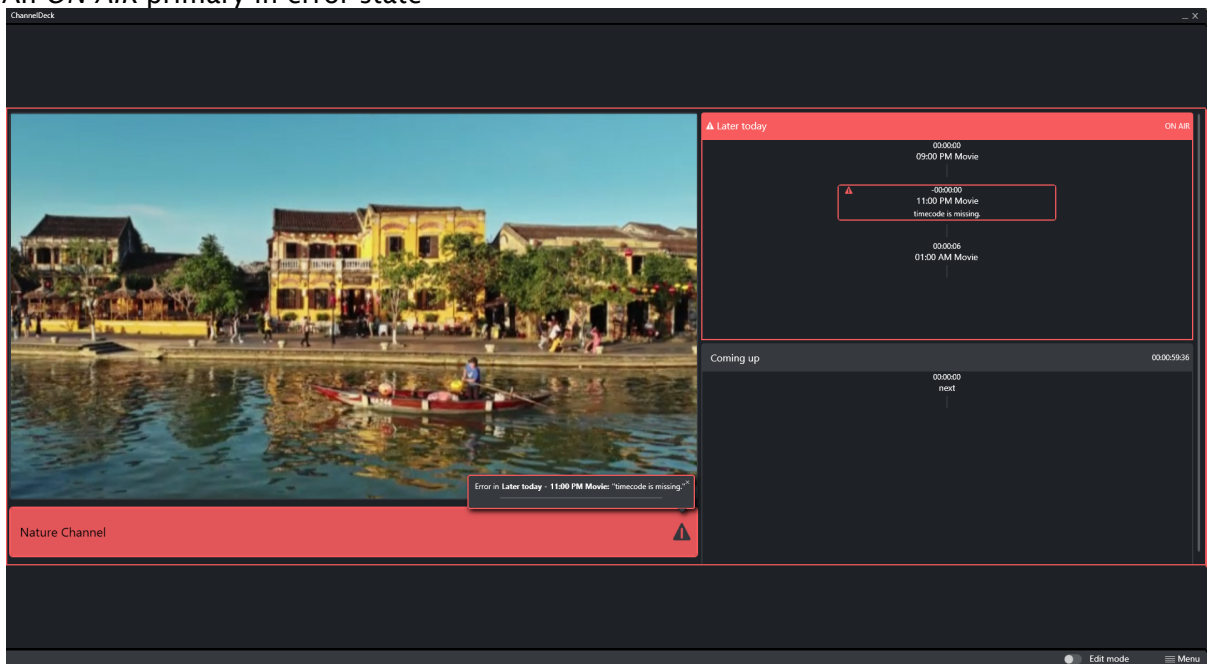 An ON AIR primary in error state
ChannelDeck
Later today
ON AIR
00:00:00
09:00 PM Movie
-00:00:00
11:00 PM Movie
timecode is missing.
00:00:06
01:00 AM Movie
Coming up
00:00:59:36
00:00:00
next
Error in Later today - 11:00 PM Movie: "timecode is missing."
Nature Channel
Edit mode
Menu